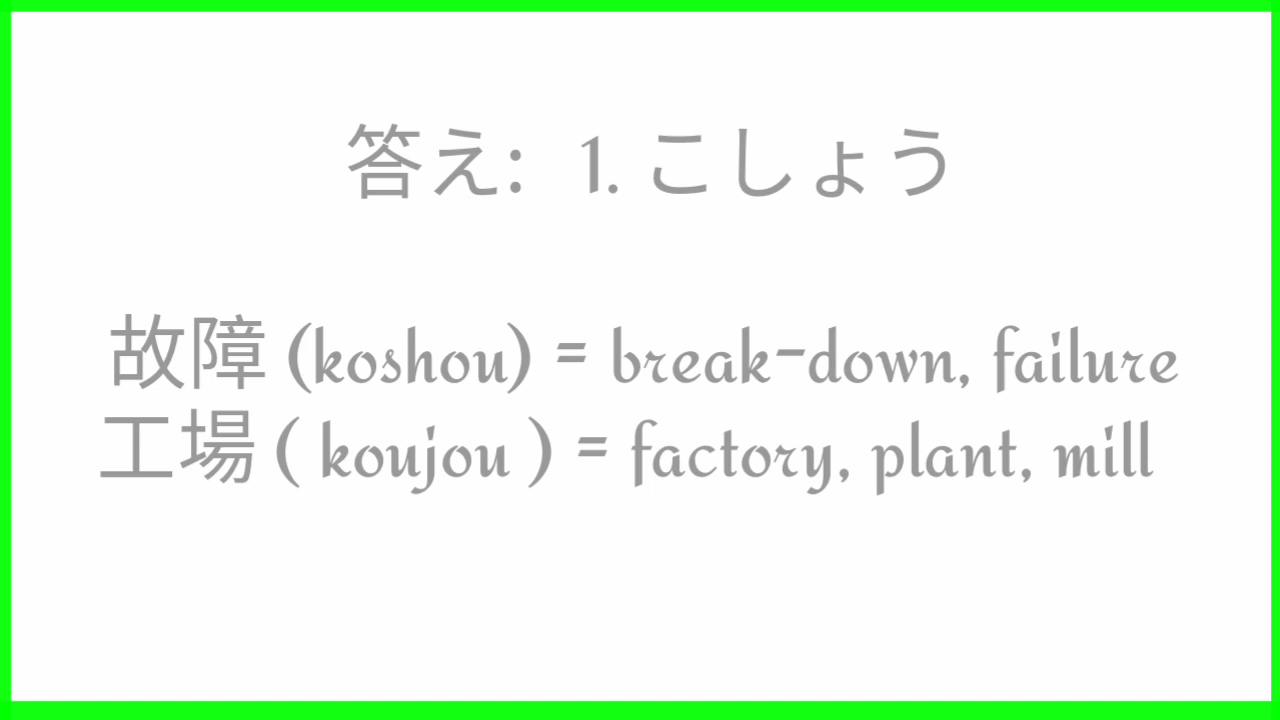 答え: 1. こしょう
故障 (koshou) = break-down, failure
工場 ( koujou ) = factory, plant, mill